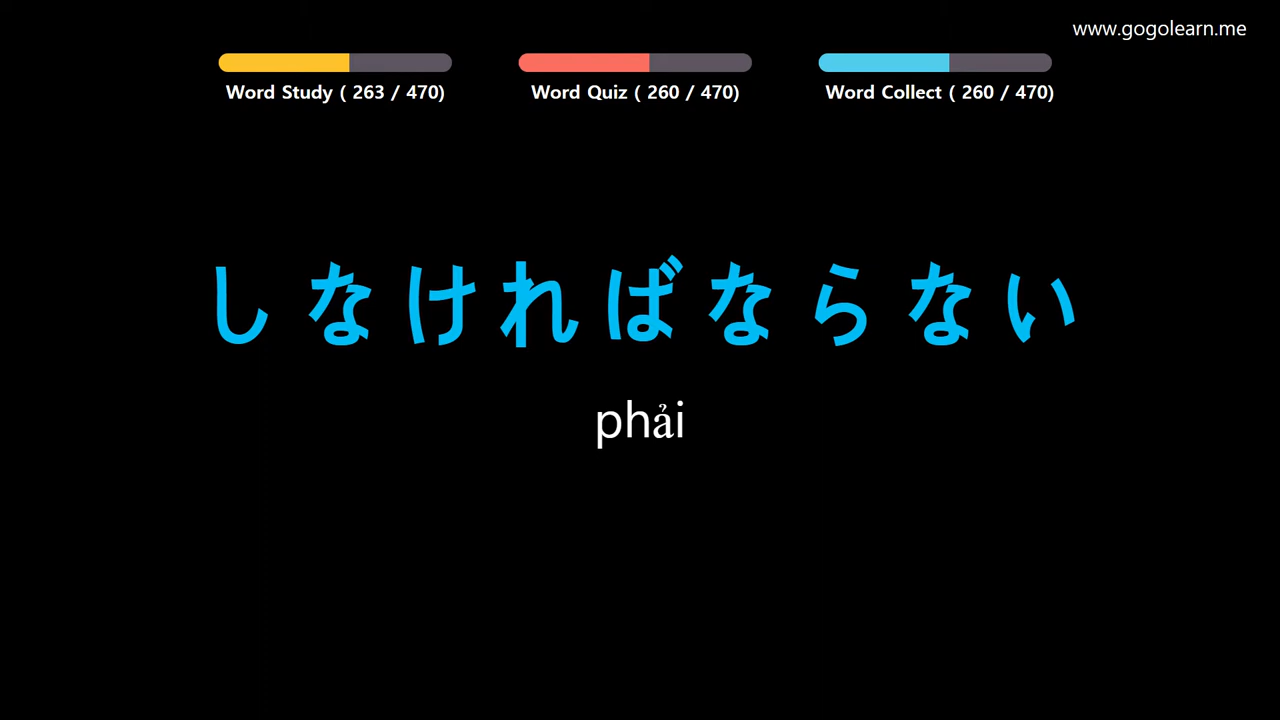 www.gogolearn.me
Word Study ( 263 / 470)
Word Quiz ( 260 / 470)
Word Collect ( 260 / 470)
しなければならない
phải